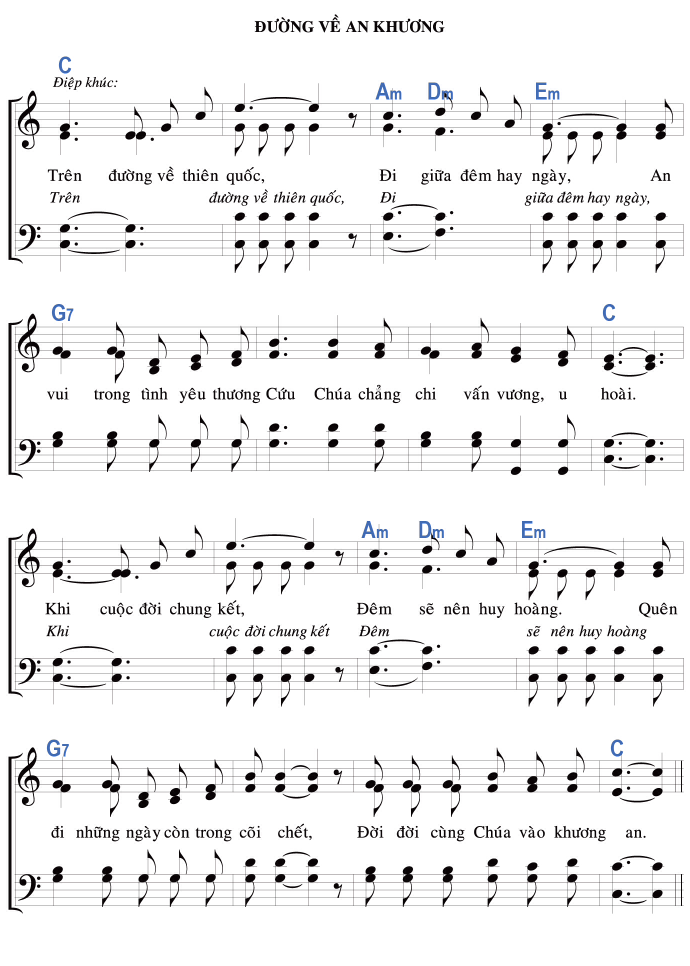 ĐƯỜNG VỀ AN KHƯƠNG
C
Điệp khúc:
Am Dm Em
Trên đường về thiên quốc, Đi giữa đêm hay ngày, An
Trên đường về thiên quốc, Đi giữa đêm hay ngày,
G7 C
vui trong tình yêu thương Cứu Chúa chẳng chi vấn vương, u hoài.
Am Dm Em
Khi cuộc đời chung kết, Đêm sẽ nên huy hoàng. Quên
Khi cuộc đời chung kết Đêm sẽ nên huy hoàng
G7 C
đi những ngày còn trong cõi chết, Đời đời cùng Chúa vào khương an.